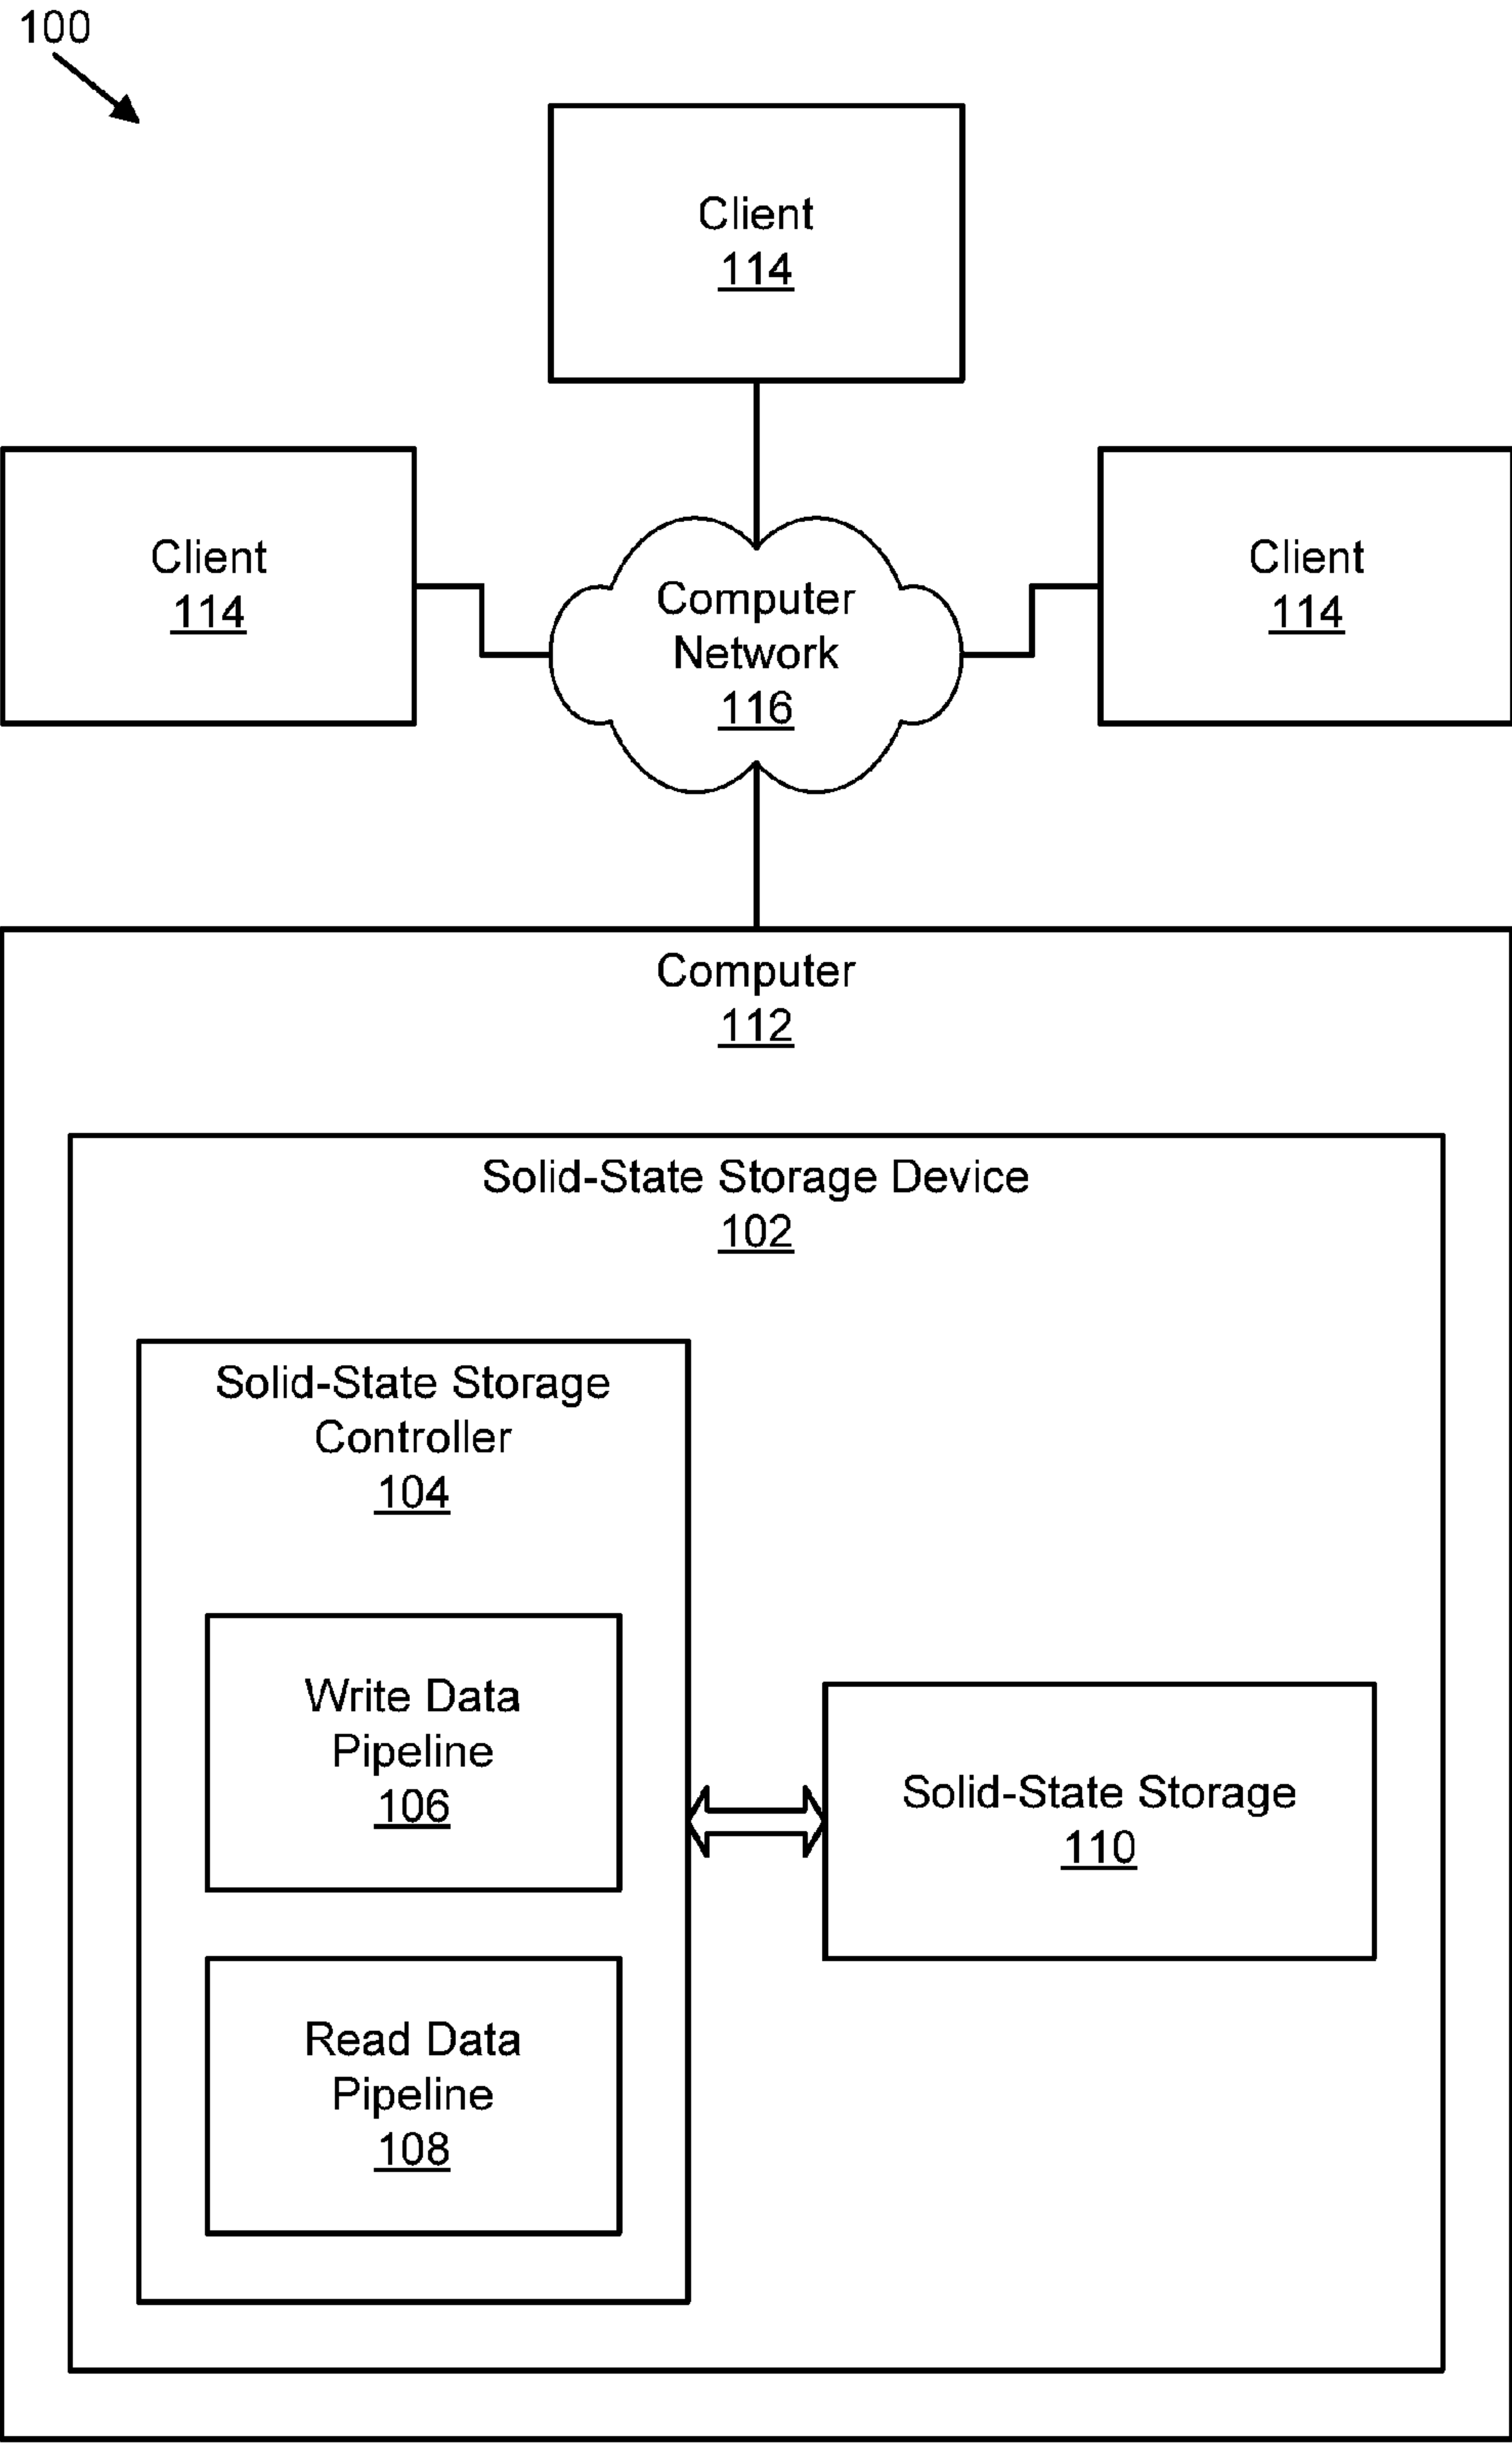 100
Client
114
Client
114
Client
114
Computer
Network
116
Computer
112
Solid-State Storage Device
102
Solid-State Storage
Controller
104
Write Data
Pipeline
106
Solid-State Storage
110
Read Data
Pipeline
108